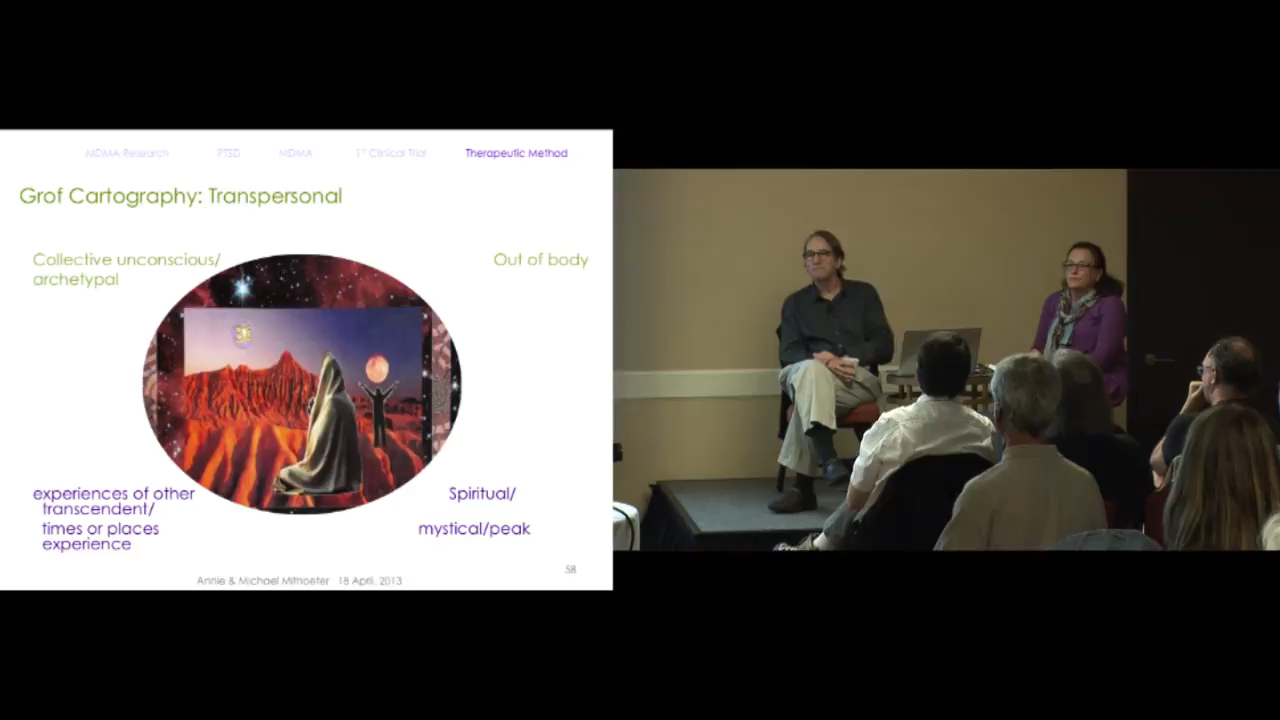 MDMA Research PTSD MDMA 1st Clinical Trial Therapeutic Method
Grof Cartography: Transpersonal
Collective unconscious/
archetypal
Out of body
experiences of other
transcendent/
times or places
experience
Spiritual/
mystical/peak
58
Annie & Michael Mithoefer 18 April, 2013